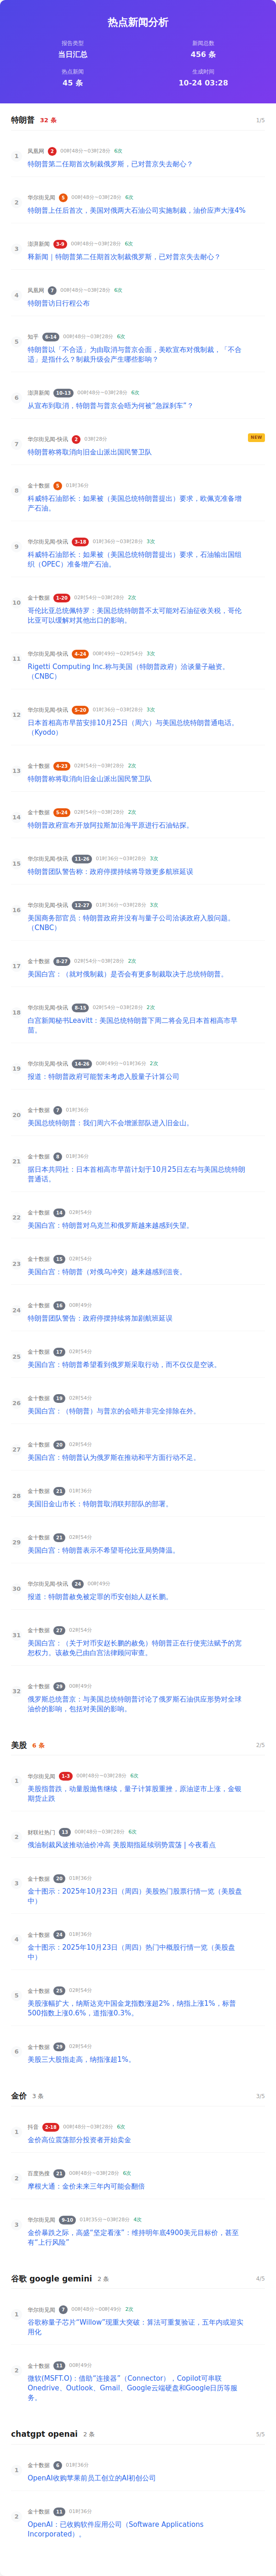 热点新闻分析
报告类型
新闻总数
当日汇总
456 条
热点新闻
生成时间
45 条
10-24 03:28
特朗普 32 条 1/5
1
凤凰网 2 00时48分~03时28分 6次
特朗普第二任期首次制裁俄罗斯，已对普京失去耐心？
2
华尔街见闻 5 00时48分~03时28分 6次
特朗普上任后首次，美国对俄两大石油公司实施制裁，油价应声大涨4%
3
澎湃新闻 3-9 00时48分~03时28分 6次
释新闻｜特朗普第二任期首次制裁俄罗斯，已对普京失去耐心？
4
凤凰网 7 00时48分~03时28分 6次
特朗普访日行程公布
5
知乎 6-14 00时48分~03时28分 6次
特朗普以「不合适」为由取消与普京会面，美欧宣布对俄制裁，「不合
适」是指什么？制裁升级会产生哪些影响？
6
澎湃新闻 10-13 00时48分~03时28分 6次
从宣布到取消，特朗普与普京会晤为何被“急踩刹车”？
7
华尔街见闻-快讯 2 03时28分
NEW
特朗普称将取消向旧金山派出国民警卫队
8
金十数据 5 01时36分
科威特石油部长：如果被（美国总统特朗普提出）要求，欧佩克准备增
产石油。
9
华尔街见闻-快讯 3-10 01时36分~03时28分 3次
科威特石油部长：如果被（美国总统特朗普提出）要求，石油输出国组
织（OPEC）准备增产石油。
10
金十数据 1-20 02时54分~03时28分 2次
哥伦比亚总统佩特罗：美国总统特朗普不太可能对石油征收关税，哥伦
比亚可以缓解对其他出口的影响。
11
华尔街见闻-快讯 4-24 00时49分~02时54分 3次
Rigetti Computing Inc.称与美国（特朗普政府）洽谈量子融资。
（CNBC）
12
华尔街见闻-快讯 5-20 01时36分~03时28分 3次
日本首相高市早苗安排10月25日（周六）与美国总统特朗普通电话。
（Kyodo）
13
金十数据 4-23 02时54分~03时28分 2次
特朗普称将取消向旧金山派出国民警卫队
14
金十数据 5-24 02时54分~03时28分 2次
特朗普政府宣布开放阿拉斯加沿海平原进行石油钻探。
15
华尔街见闻-快讯 11-26 01时36分~03时28分 3次
特朗普团队警告称：政府停摆持续将导致更多航班延误
16
华尔街见闻-快讯 12-27 01时36分~03时28分 3次
美国商务部官员：特朗普政府并没有与量子公司洽谈政府入股问题。
（CNBC）
17
金十数据 8-27 02时54分~03时28分 2次
美国白宫：（就对俄制裁）是否会有更多制裁取决于总统特朗普。
18
华尔街见闻-快讯 8-15 02时54分~03时28分 2次
白宫新闻秘书Leavitt：美国总统特朗普下周二将会见日本首相高市早
苗。
19
华尔街见闻-快讯 14-26 00时49分~01时36分 2次
报道：特朗普政府可能暂未考虑入股量子计算公司
20
金十数据 7 01时36分
美国总统特朗普：我们周六不会增派部队进入旧金山。
21
金十数据 8 01时36分
据日本共同社：日本首相高市早苗计划于10月25日左右与美国总统特朗
普通话。
22
金十数据 14 02时54分
美国白宫：特朗普对乌克兰和俄罗斯越来越感到失望。
23
金十数据 15 02时54分
美国白宫：特朗普（对俄乌冲突）越来越感到沮丧。
24
金十数据 16 00时49分
特朗普团队警告：政府停摆持续将加剧航班延误
25
金十数据 17 02时54分
美国白宫：特朗普希望看到俄罗斯采取行动，而不仅仅是空谈。
26
金十数据 19 02时54分
美国白宫：（特朗普）与普京的会晤并非完全排除在外。
27
金十数据 20 02时54分
美国白宫：特朗普认为俄罗斯在推动和平方面行动不足。
28
金十数据 21 01时36分
美国旧金山市长：特朗普取消联邦部队的部署。
29
金十数据 21 02时54分
美国白宫：特朗普表示不希望哥伦比亚局势降温。
30
华尔街见闻-快讯 24 00时49分
报道：特朗普赦免被定罪的币安创始人赵长鹏。
31
金十数据 27 02时54分
美国白宫：（关于对币安赵长鹏的赦免）特朗普正在行使宪法赋予的宽
恕权力。该赦免已由白宫法律顾问审查。
32
金十数据 29 00时49分
俄罗斯总统普京：与美国总统特朗普讨论了俄罗斯石油供应形势对全球
油价的影响，包括对美国的影响。
美股 6 条 2/5
1
华尔街见闻 1-3 00时48分~03时28分 6次
美股指普跌，动量股抛售继续，量子计算股重挫，原油逆市上涨，金银
期货止跌
2
财联社热门 13 00时48分~03时28分 6次
俄油制裁风波推动油价冲高 美股期指延续弱势震荡 | 今夜看点
3
金十数据 20 01时36分
金十图示：2025年10月23日（周四）美股热门股票行情一览（美股盘
中）
4
金十数据 24 01时36分
金十图示：2025年10月23日（周四）热门中概股行情一览（美股盘
中）
5
金十数据 25 02时54分
美股涨幅扩大，纳斯达克中国金龙指数涨超2%，纳指上涨1%，标普
500指数上涨0.6%，道指涨0.3%。
6
金十数据 29 02时54分
美股三大股指走高，纳指涨超1%。
金价 3 条 3/5
1
抖音 2-18 00时48分~03时28分 6次
金价高位震荡部分投资者开始卖金
2
百度热搜 21 00时48分~03时28分 6次
摩根大通：金价未来三年内可能会翻倍
3
华尔街见闻 9-10 01时35分~03时28分 4次
金价暴跌之际，高盛“坚定看涨”：维持明年底4900美元目标价，甚至
有“上行风险”
谷歌 google gemini 2 条 4/5
1
华尔街见闻 7 00时48分~00时49分 2次
谷歌称量子芯片“Willow”现重大突破：算法可重复验证，五年内或迎实
用化
2
金十数据 11 00时49分
微软(MSFT.O)：借助“连接器”（Connector），Copilot可串联
Onedrive、Outlook、Gmail、Google云端硬盘和Google日历等服
务。
chatgpt openai 2 条 5/5
1
金十数据 6 01时36分
OpenAI收购苹果前员工创立的AI初创公司
2
金十数据 11 01时36分
OpenAI：已收购软件应用公司（Software Applications
Incorporated）。